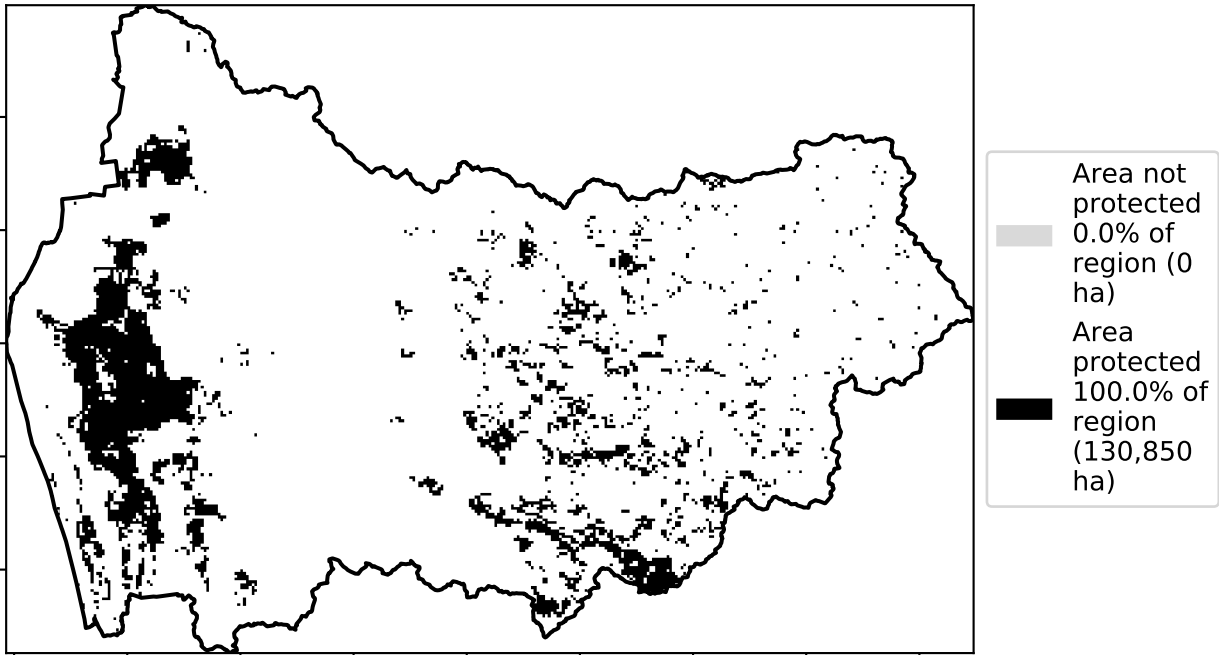 Area not
protected
0.0% of
region (0
ha)
Area
protected
100.0% of
region
(130,850
ha)